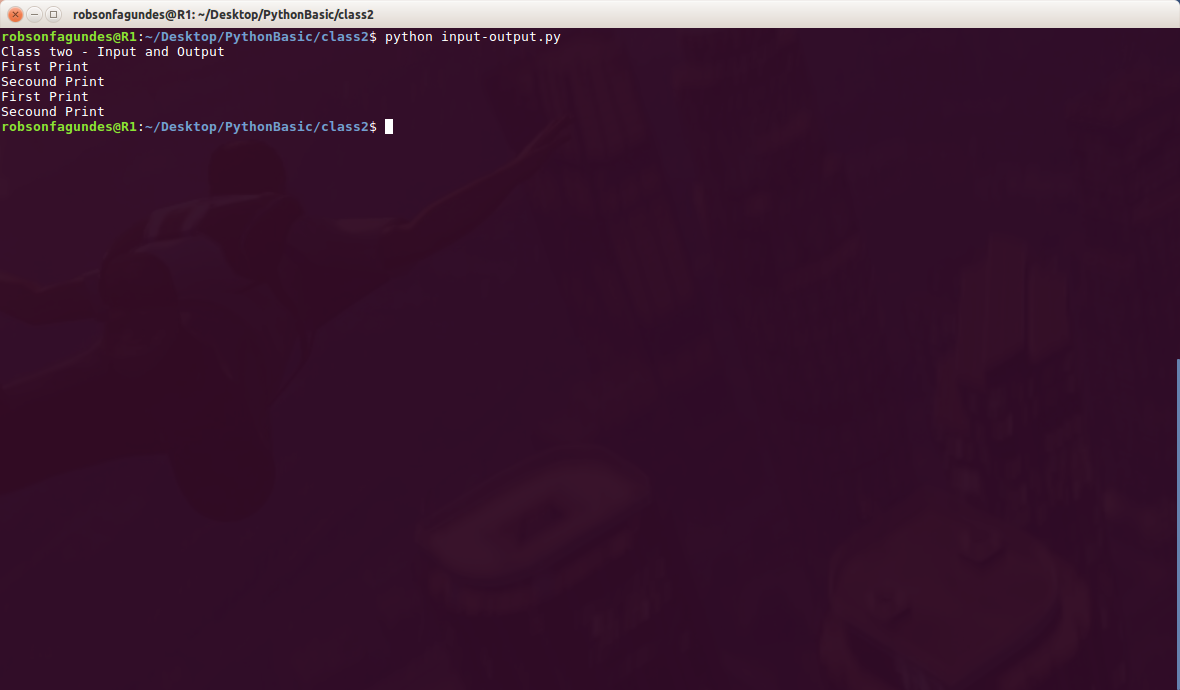 robsonfagundes@R1: ~/Desktop/PythonBasic/class2
robsonfagundes@R1:~/Desktop/PythonBasic/class2$ python input-output.py
Class two - Input and Output
First Print
Secound Print
First Print
Secound Print
robsonfagundes@R1:~/Desktop/PythonBasic/class2$